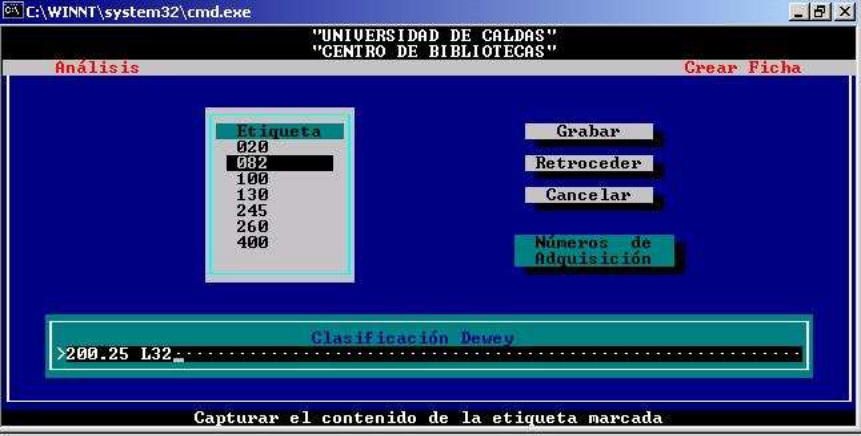 C:\WINNT\system32\cmd.exe
"UNIVERSIDAD DE CALDAS"
"CENTRO DE BIBLIOTECAS"
Análisis Crear Ficha
Etiqueta
020
082
100
130
245
260
400
Grabar
Retroceder
Cancelar
Números de
Adquisición
Clasificación Dewey
>200.25 L32_
Capturar el contenido de la etiqueta marcada